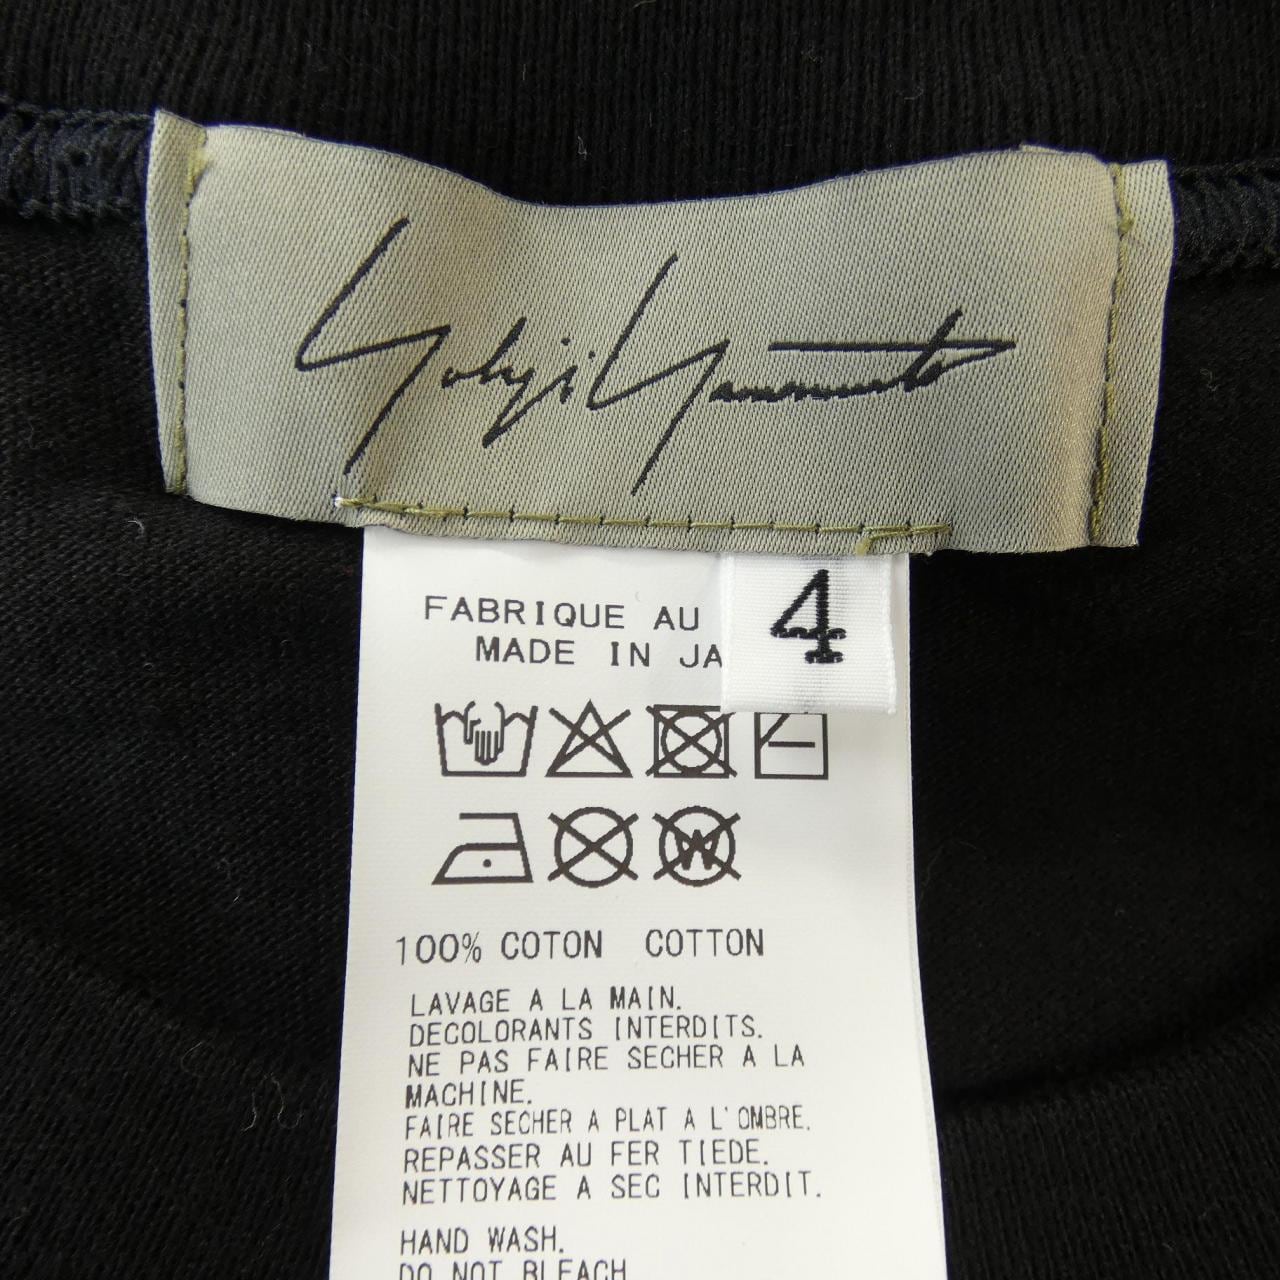 Yohji Yamamoto
4
FABRIQUE AU
MADE IN JA
W
100% COTON COTTON
LAVAGE A LA MAIN.
DECOLORANTS INTERDITS.
NE PAS FAIRE SECHER A LA
MACHINE.
FAIRE SECHER A PLAT A L'OMBRE.
REPASSER AU FER TIEDE.
NETTOYAGE A SEC INTERDIT.
HAND WASH.
DO NOT BLEACH